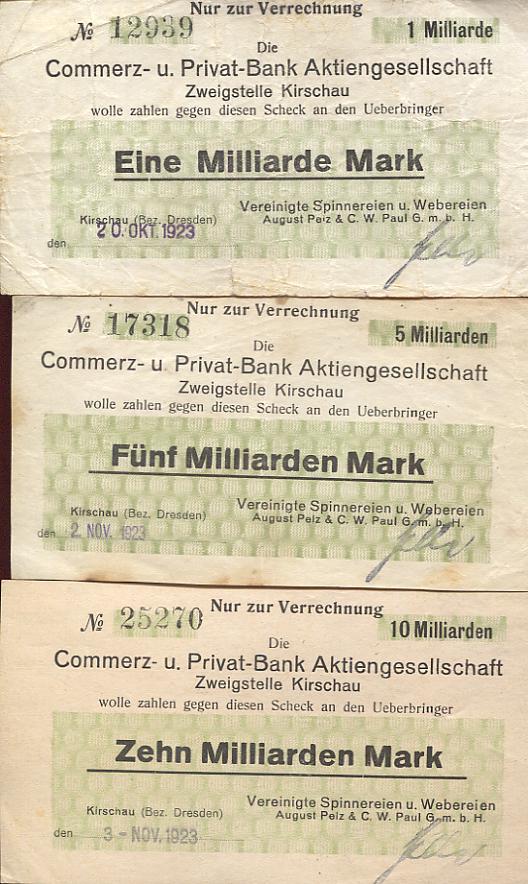 Nur zur Verrechnung
№ 12939 1 Milliarde
Die
Commerz- u. Privat-Bank Aktiengesellschaft
Zweigstelle Kirschau
wolle zahlen gegen diesen Scheck an den Ueberbringer
Eine Milliarde Mark
Vereinigte Spinnereien u. Webereien
Kirschau (Bez. Dresden) August Pelz & C. W. Paul G. m. b. H.
den 20. OKT. 1923
Nur zur Verrechnung
№ 17318 5 Milliarden
Die
Commerz- u. Privat-Bank Aktiengesellschaft
Zweigstelle Kirschau
wolle zahlen gegen diesen Scheck an den Ueberbringer
Fünf Milliarden Mark
Vereinigte Spinnereien u. Webereien
Kirschau (Bez. Dresden) August Pelz & C. W. Paul G. m. b. H.
den 2. NOV. 1923
Nur zur Verrechnung
№ 25270 10 Milliarden
Die
Commerz- u. Privat-Bank Aktiengesellschaft
Zweigstelle Kirschau
wolle zahlen gegen diesen Scheck an den Ueberbringer
Zehn Milliarden Mark
Vereinigte Spinnereien u. Webereien
Kirschau (Bez. Dresden) August Pelz & C. W. Paul G. m. b. H.
den 3- NOV. 1923